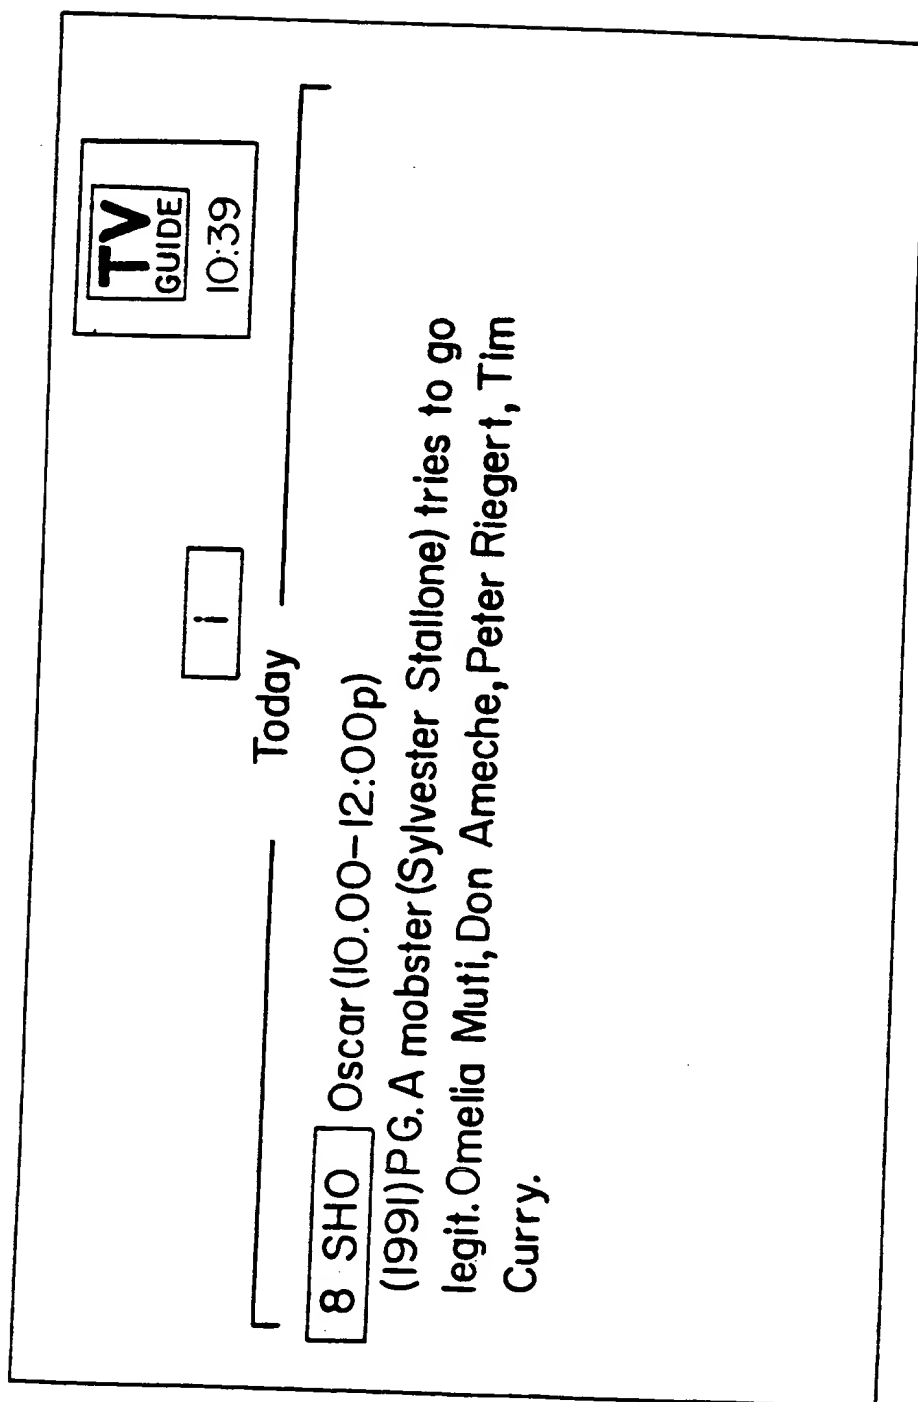 TV
GUIDE
10:39
i
Today
8 SHO Oscar (10.00-12:00p)
(1991) PG. A mobster (Sylvester Stallone) tries to go
legit. Omelia Muti, Don Ameche, Peter Riegert, Tim
Curry.